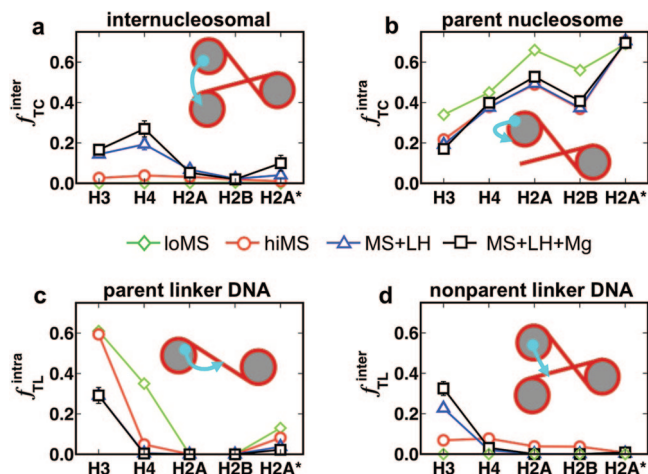 a internucleosomal
b parent nucleosome
f_TC^inter
0.6
0.4
0.2
0.0
H3 H4 H2A H2B H2A*
f_TC^intra
0.6
0.4
0.2
0.0
H3 H4 H2A H2B H2A*
loMS hiMS MS+LH MS+LH+Mg
c parent linker DNA
d nonparent linker DNA
f_TL^intra
0.6
0.4
0.2
0.0
H3 H4 H2A H2B H2A*
f_TL^inter
0.6
0.4
0.2
0.0
H3 H4 H2A H2B H2A*